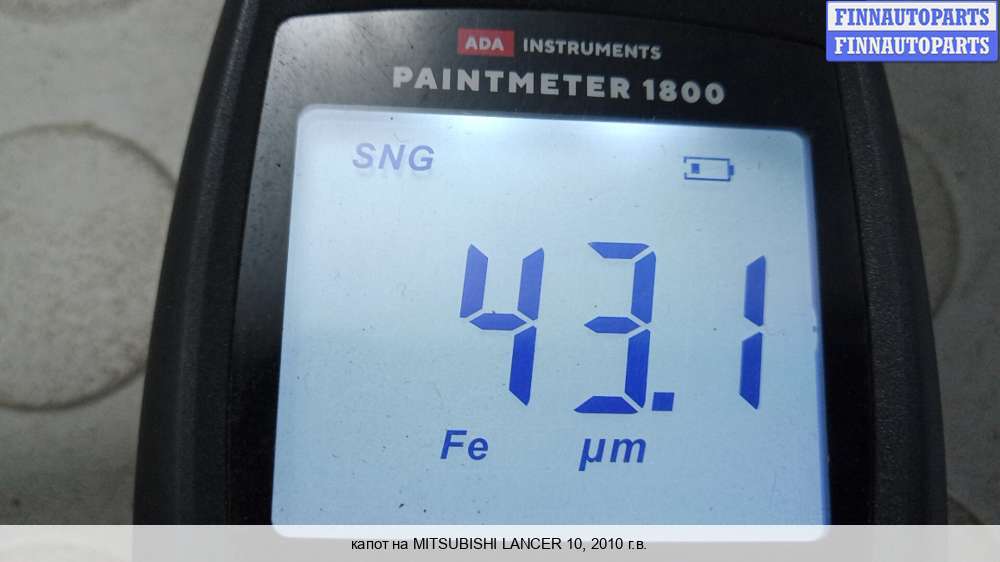 FINNAUTOPARTS
FINNAUTOPARTS
ADA INSTRUMENTS
PAINTMETER 1800
SNG
43.1
Fe µm
капот на MITSUBISHI LANCER 10, 2010 г.в.